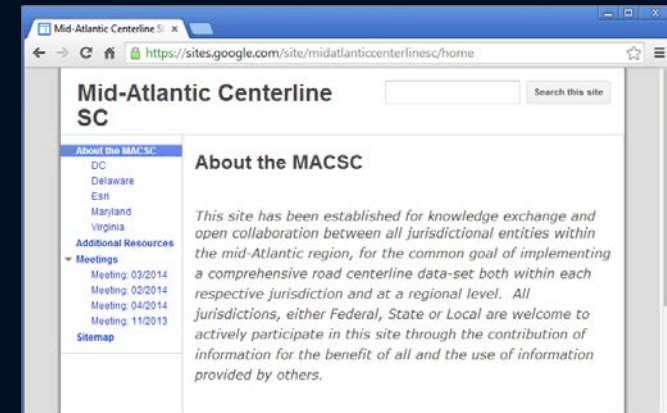 Mid-Atlantic Centerline S
https://sites.google.com/site/midatlanticcenterlinesc/home
Mid-Atlantic Centerline
SC
Search this site
About the MACSC
DC
Delaware
Esri
Maryland
Virginia
Additional Resources
Meetings
Meeting: 03/2014
Meeting: 02/2014
Meeting: 04/2014
Meeting: 11/2013
Sitemap
About the MACSC
This site has been established for knowledge exchange and
open collaboration between all jurisdictional entities within
the mid-Atlantic region, for the common goal of implementing
a comprehensive road centerline data-set both within each
respective jurisdiction and at a regional level. All
jurisdictions, either Federal, State or Local are welcome to
actively participate in this site through the contribution of
information for the benefit of all and the use of information
provided by others.